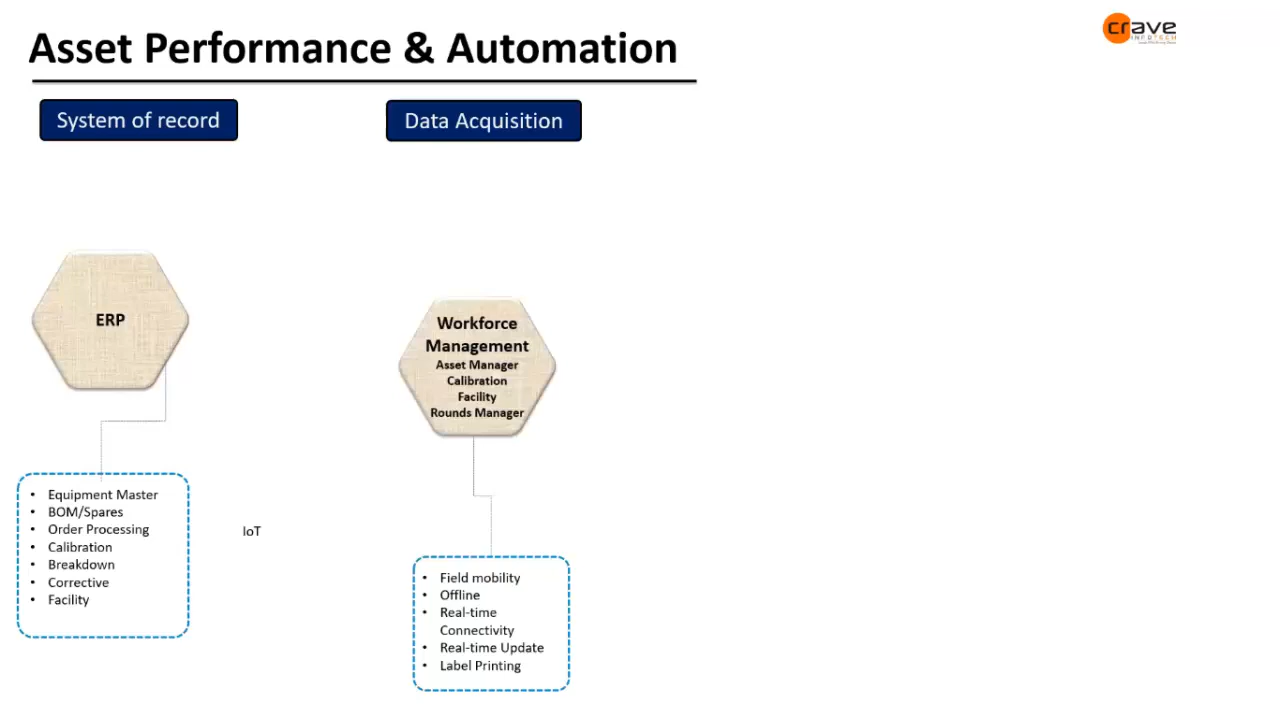 Asset Performance & Automation
crave
INFOTECH
System of record
Data Acquisition
ERP
Workforce
Management
Asset Manager
Calibration
Facility
Rounds Manager
• Equipment Master
• BOM/Spares
• Order Processing
• Calibration
• Breakdown
• Corrective
• Facility
IoT
• Field mobility
• Offline
• Real-time
Connectivity
• Real-time Update
• Label Printing